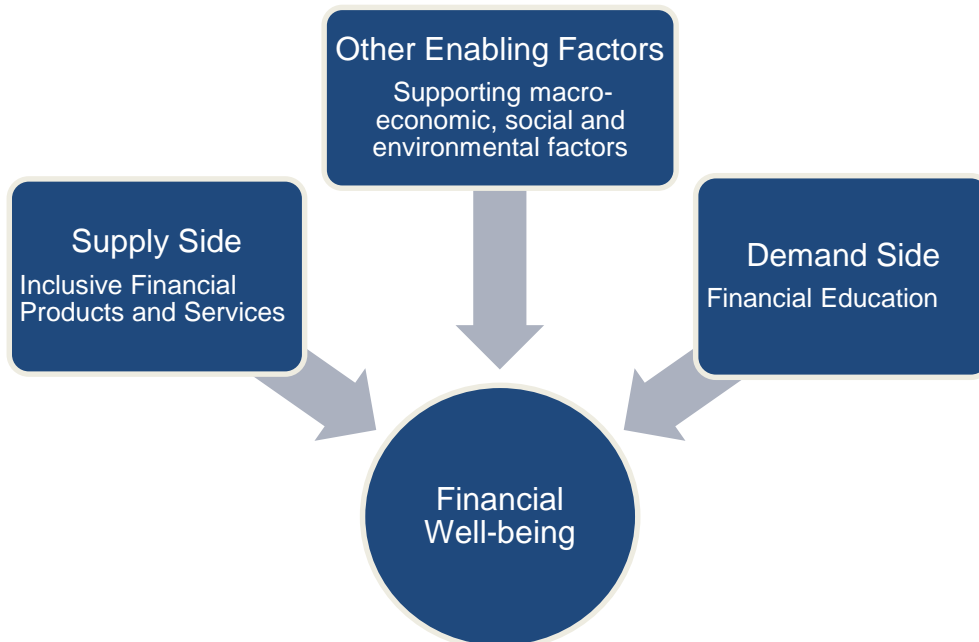 Other Enabling Factors
Supporting macro-
economic, social and
environmental factors
Supply Side
Inclusive Financial
Products and Services
Demand Side
Financial Education
Financial
Well-being